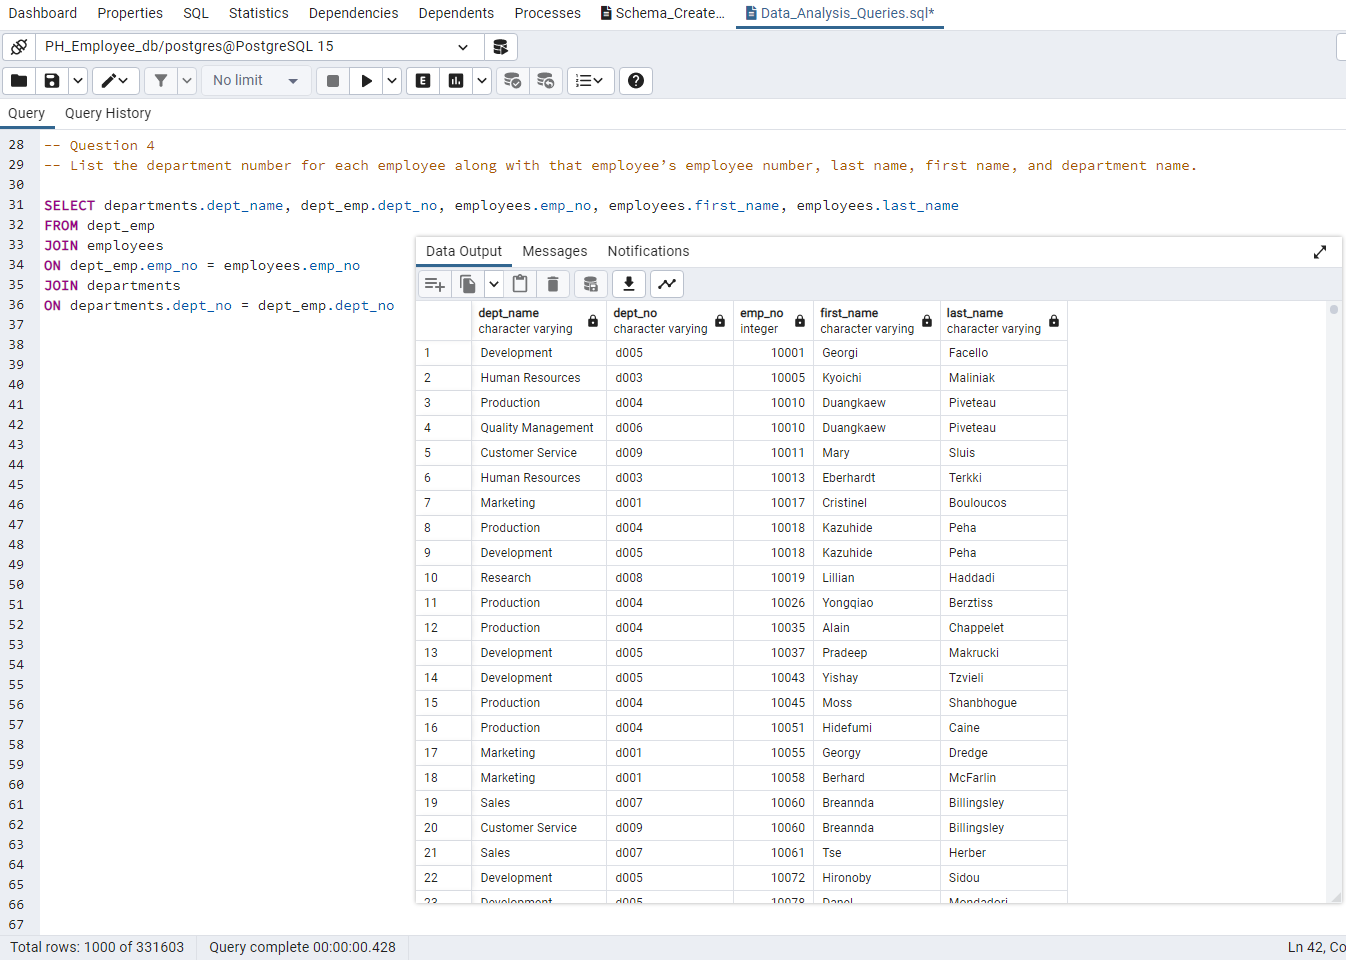 Dashboard Properties SQL Statistics Dependencies Dependents Processes Schema_Create... Data_Analysis_Queries.sql*
PH_Employee_db/postgres@PostgreSQL 15
No limit E
Query Query History
28 -- Question 4
29 -- List the department number for each employee along with that employee’s employee number, last name, first name, and department name.
30
31 SELECT departments.dept_name, dept_emp.dept_no, employees.emp_no, employees.first_name, employees.last_name
32 FROM dept_emp
33 JOIN employees
34 ON dept_emp.emp_no = employees.emp_no
35 JOIN departments
36 ON departments.dept_no = dept_emp.dept_no
37
38
39
40
41
42
43
44
45
46
47
48
49
50
51
52
53
54
55
56
57
58
59
60
61
62
63
64
65
66
67
Data Output Messages Notifications
dept_name dept_no emp_no first_name last_name
character varying character varying integer character varying character varying
1 Development d005 10001 Georgi Facello
2 Human Resources d003 10005 Kyoichi Maliniak
3 Production d004 10010 Duangkaew Piveteau
4 Quality Management d006 10010 Duangkaew Piveteau
5 Customer Service d009 10011 Mary Sluis
6 Human Resources d003 10013 Eberhardt Terkki
7 Marketing d001 10017 Cristinel Bouloucos
8 Production d004 10018 Kazuhide Peha
9 Development d005 10018 Kazuhide Peha
10 Research d008 10019 Lillian Haddadi
11 Production d004 10026 Yongqiao Berztiss
12 Production d004 10035 Alain Chappelet
13 Development d005 10037 Pradeep Makrucki
14 Development d005 10043 Yishay Tzvieli
15 Production d004 10045 Moss Shanbhogue
16 Production d004 10051 Hidefumi Caine
17 Marketing d001 10055 Georgy Dredge
18 Marketing d001 10058 Berhard McFarlin
19 Sales d007 10060 Breannda Billingsley
20 Customer Service d009 10060 Breannda Billingsley
21 Sales d007 10061 Tse Herber
22 Development d005 10072 Hironoby Sidou
23 Development d005 10078 Danel Mondadori
Total rows: 1000 of 331603 Query complete 00:00:00.428 Ln 42, Co